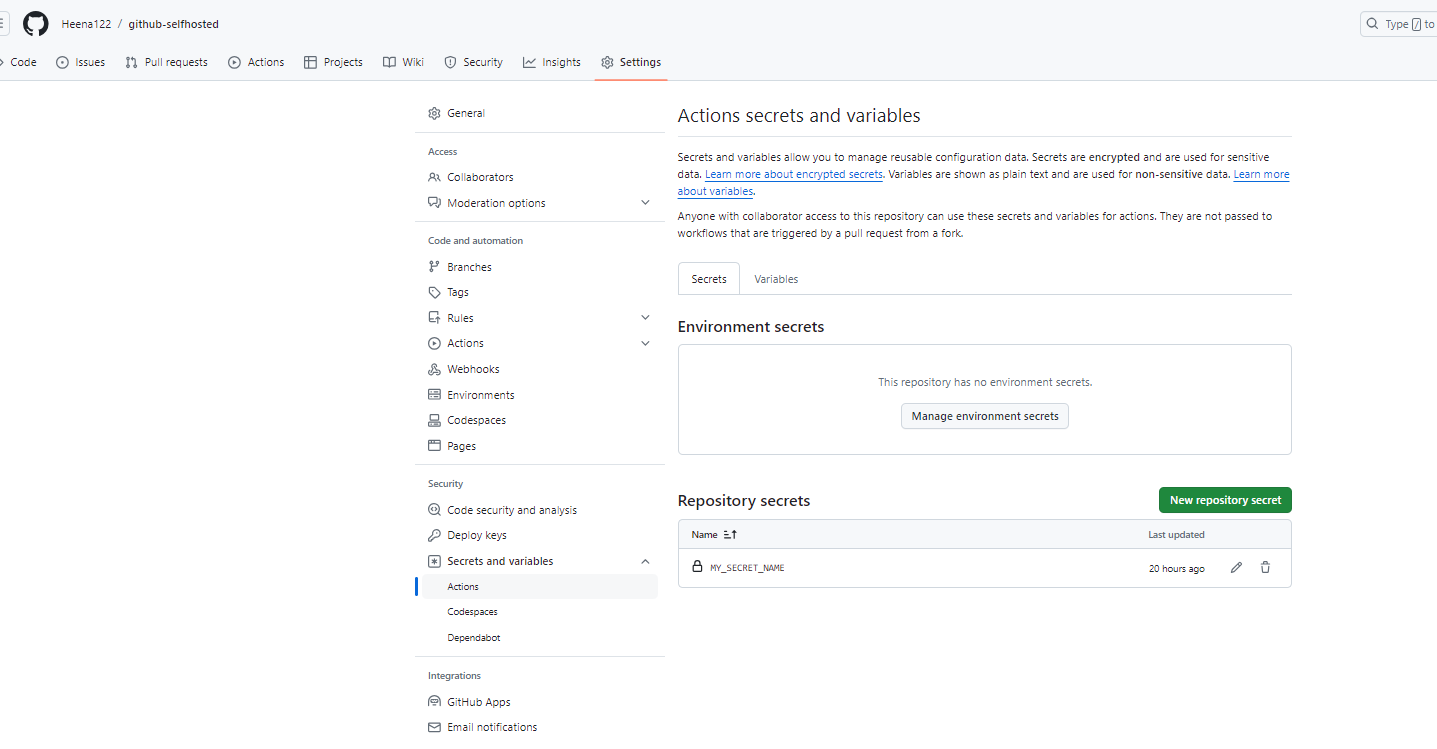 Heena122 / github-selfhosted
Type / to
Code Issues Pull requests Actions Projects Wiki Security Insights Settings
General
Access
Collaborators
Moderation options
Code and automation
Branches
Tags
Rules
Actions
Webhooks
Environments
Codespaces
Pages
Security
Code security and analysis
Deploy keys
Secrets and variables
Actions
Codespaces
Dependabot
Integrations
GitHub Apps
Email notifications
Actions secrets and variables
Secrets and variables allow you to manage reusable configuration data. Secrets are encrypted and are used for sensitive
data. Learn more about encrypted secrets. Variables are shown as plain text and are used for non-sensitive data. Learn more
about variables.
Anyone with collaborator access to this repository can use these secrets and variables for actions. They are not passed to
workflows that are triggered by a pull request from a fork.
Secrets Variables
Environment secrets
This repository has no environment secrets.
Manage environment secrets
Repository secrets
New repository secret
Name Last updated
MY_SECRET_NAME 20 hours ago